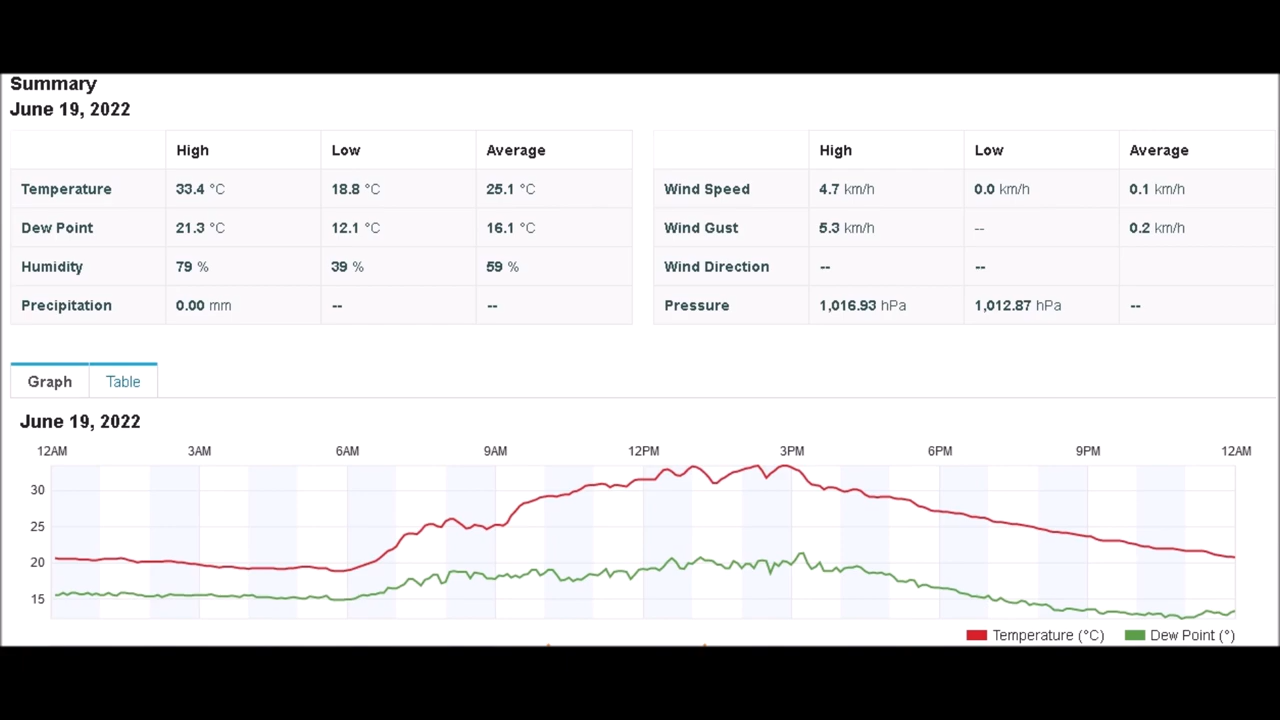 Summary
June 19, 2022
High Low Average
Temperature 33.4 °C 18.8 °C 25.1 °C
Dew Point 21.3 °C 12.1 °C 16.1 °C
Humidity 79 % 39 % 59 %
Precipitation 0.00 mm -- --
High Low Average
Wind Speed 4.7 km/h 0.0 km/h 0.1 km/h
Wind Gust 5.3 km/h -- 0.2 km/h
Wind Direction -- --
Pressure 1,016.93 hPa 1,012.87 hPa --
Graph Table
June 19, 2022
12AM 3AM 6AM 9AM 12PM 3PM 6PM 9PM 12AM
30
25
20
15
Temperature (°C) Dew Point (°)